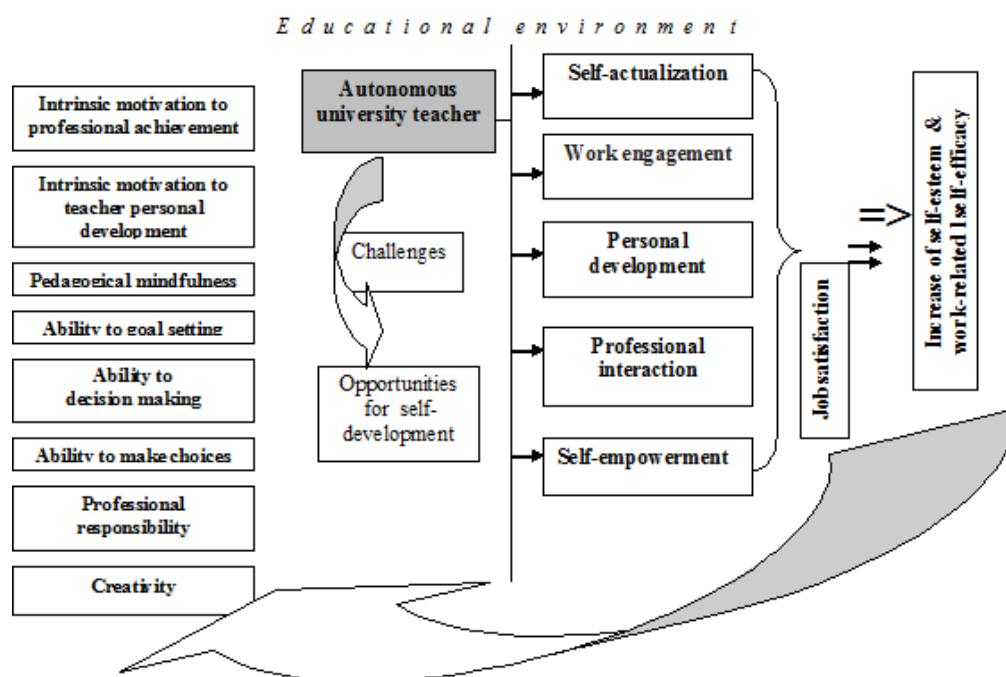 Educational environment
Intrinsic motivation to
professional achievement
Intrinsic motivation to
teacher personal
development
Pedagogical mindfulness
Ability to goal setting
Ability to
decision making
Ability to make choices
Professional
responsibility
Creativity
Autonomous
university teacher
Challenges
Opportunities
for self-
development
Self-actualization
Work engagement
Personal
development
Professional
interaction
Self-empowerment
Job satisfaction
=>
Increase of self-esteem &
work-related l self-efficacy